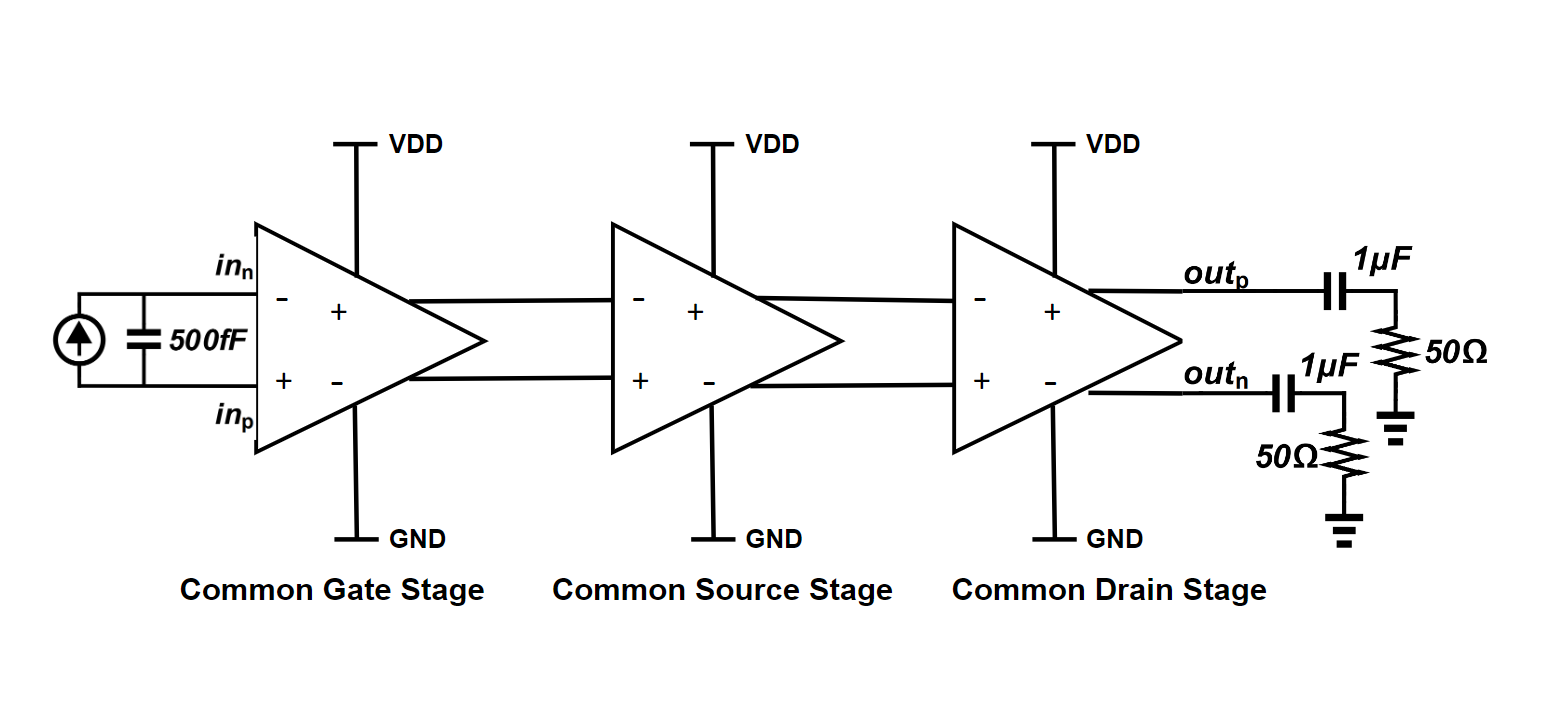 VDD
VDD
VDD
in_n
- + 500fF + -
in_p
- + + -
- + + -
out_p
1μF
50Ω
out_n
1μF
50Ω
GND
GND
GND
Common Gate Stage
Common Source Stage
Common Drain Stage